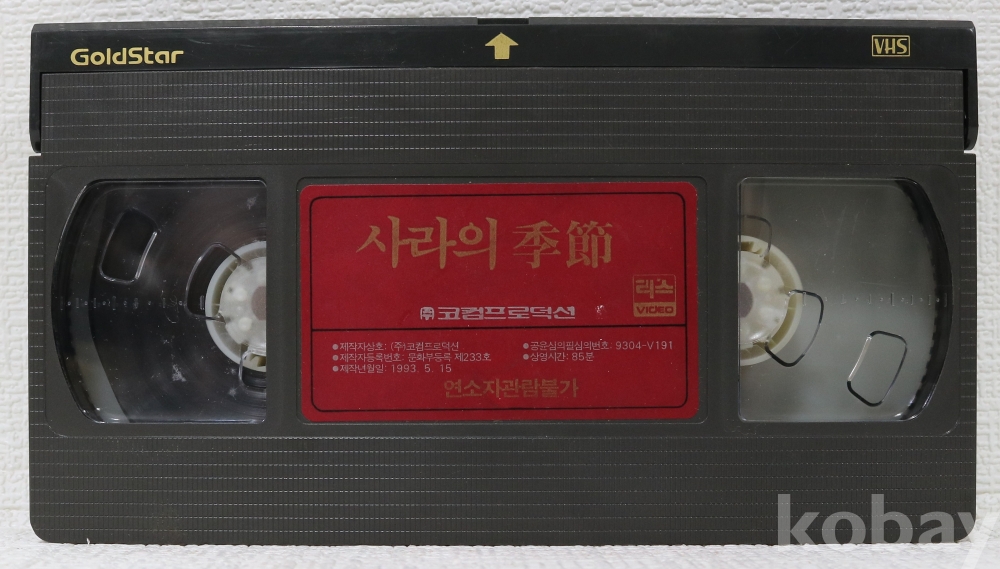 GoldStar
VHS
사라의 季節
럭스
VIDEO
코컴프로덕션
●제작자상호: (주)코컴프로덕션
●제작자등록번호: 문화부등록 제233호
●제작년월일: 1993. 5. 15
●공윤심의필심의번호: 9304-V191
●상영시간: 85분
연소자관람불가
kobay